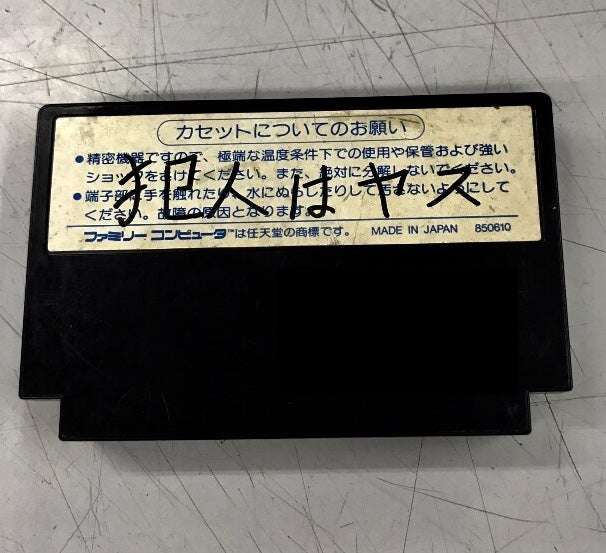 カセットについてのお願い
●精密機器ですので、極端な温度条件下での使用や保管および強い
ショックをさけてください。また、絶対に分解しないでください。
●端子部に手を触れたり、水にぬらしたりして汚さないようにして
ください。故障の原因となります。
犯人はヤス
ファミリーコンピュータ™は任天堂の商標です。 MADE IN JAPAN 850610